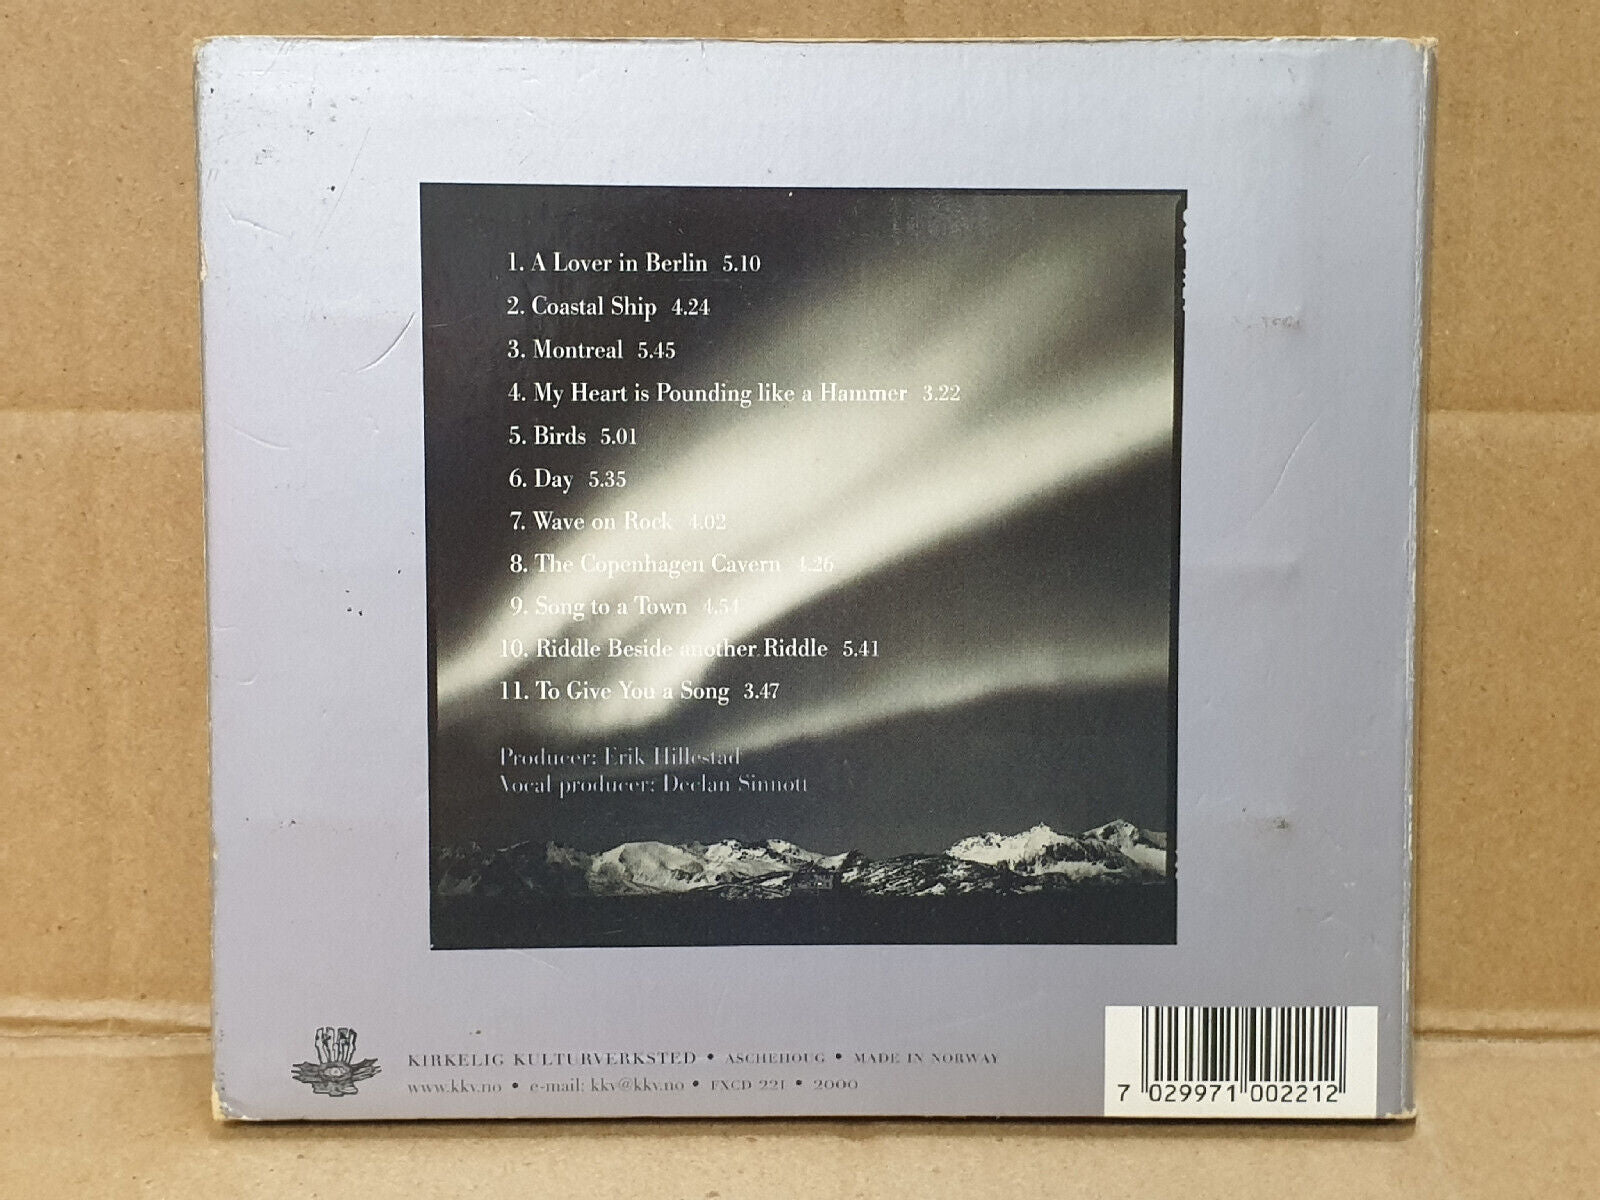 1. A Lover in Berlin 5.10
2. Coastal Ship 4.24
3. Montreal 5.45
4. My Heart is Pounding like a Hammer 3.22
5. Birds 5.01
6. Day 5.35
7. Wave on Rock 4.02
8. The Copenhagen Cavern 4.26
9. Song to a Town 4.54
10. Riddle Beside another Riddle 5.41
11. To Give You a Song 3.47
Producer: Erik Hillestad
Vocal producer: Declan Sinnott
KIRKELIG KULTURVERKSTED • ASCHEHOUG • MADE IN NORWAY
www.kkv.no • e-mail: kkv@kkv.no • FXCD 221 • 2000
7 029971 002212